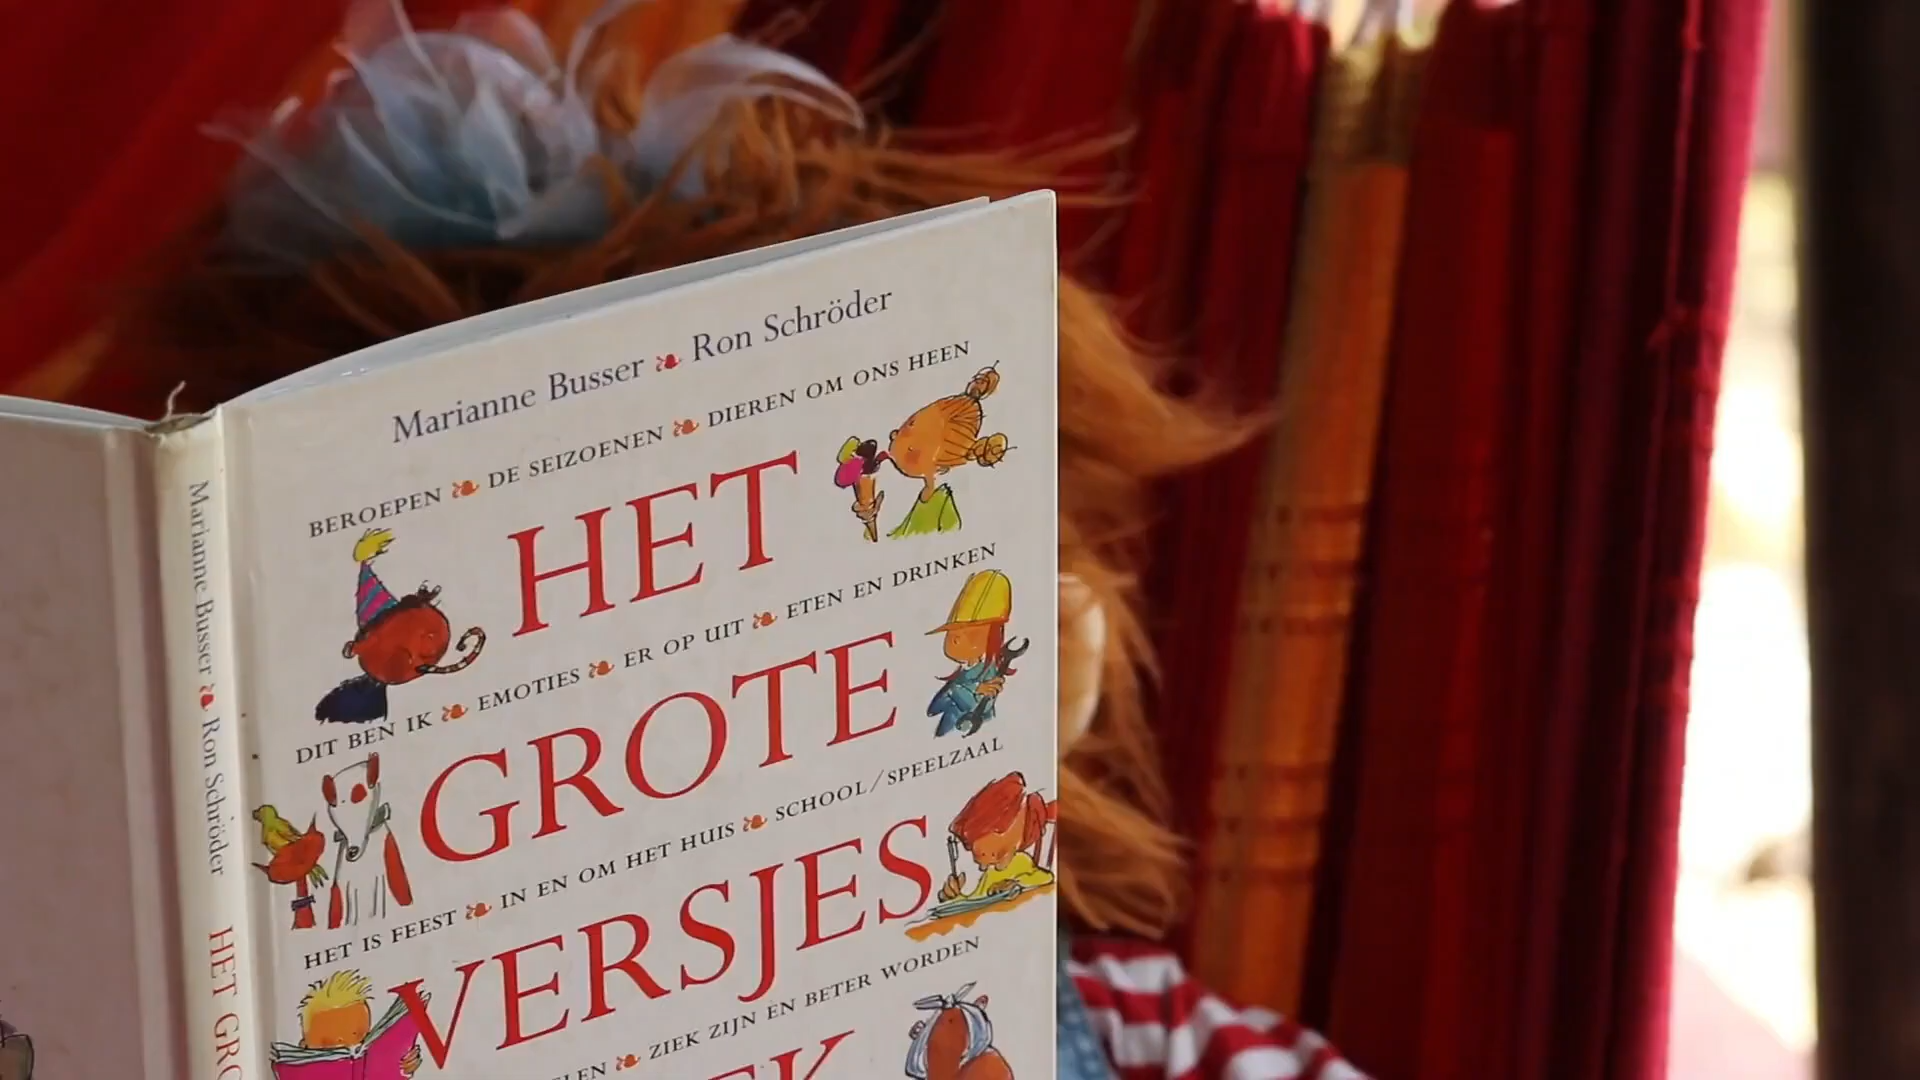 Marianne Busser ❧ Ron Schröder
BEROEPEN ❧ DE SEIZOENEN ❧ DIEREN OM ONS HEEN
HET
DIT BEN IK ❧ EMOTIES ❧ ER OP UIT ❧ ETEN EN DRINKEN
GROTE
HET IS FEEST ❧ IN EN OM HET HUIS ❧ SCHOOL/SPEELZAAL
VERSJES
ZIEK ZIJN EN BETER WORDEN
Marianne Busser ❧ Ron Schröder HET GRO